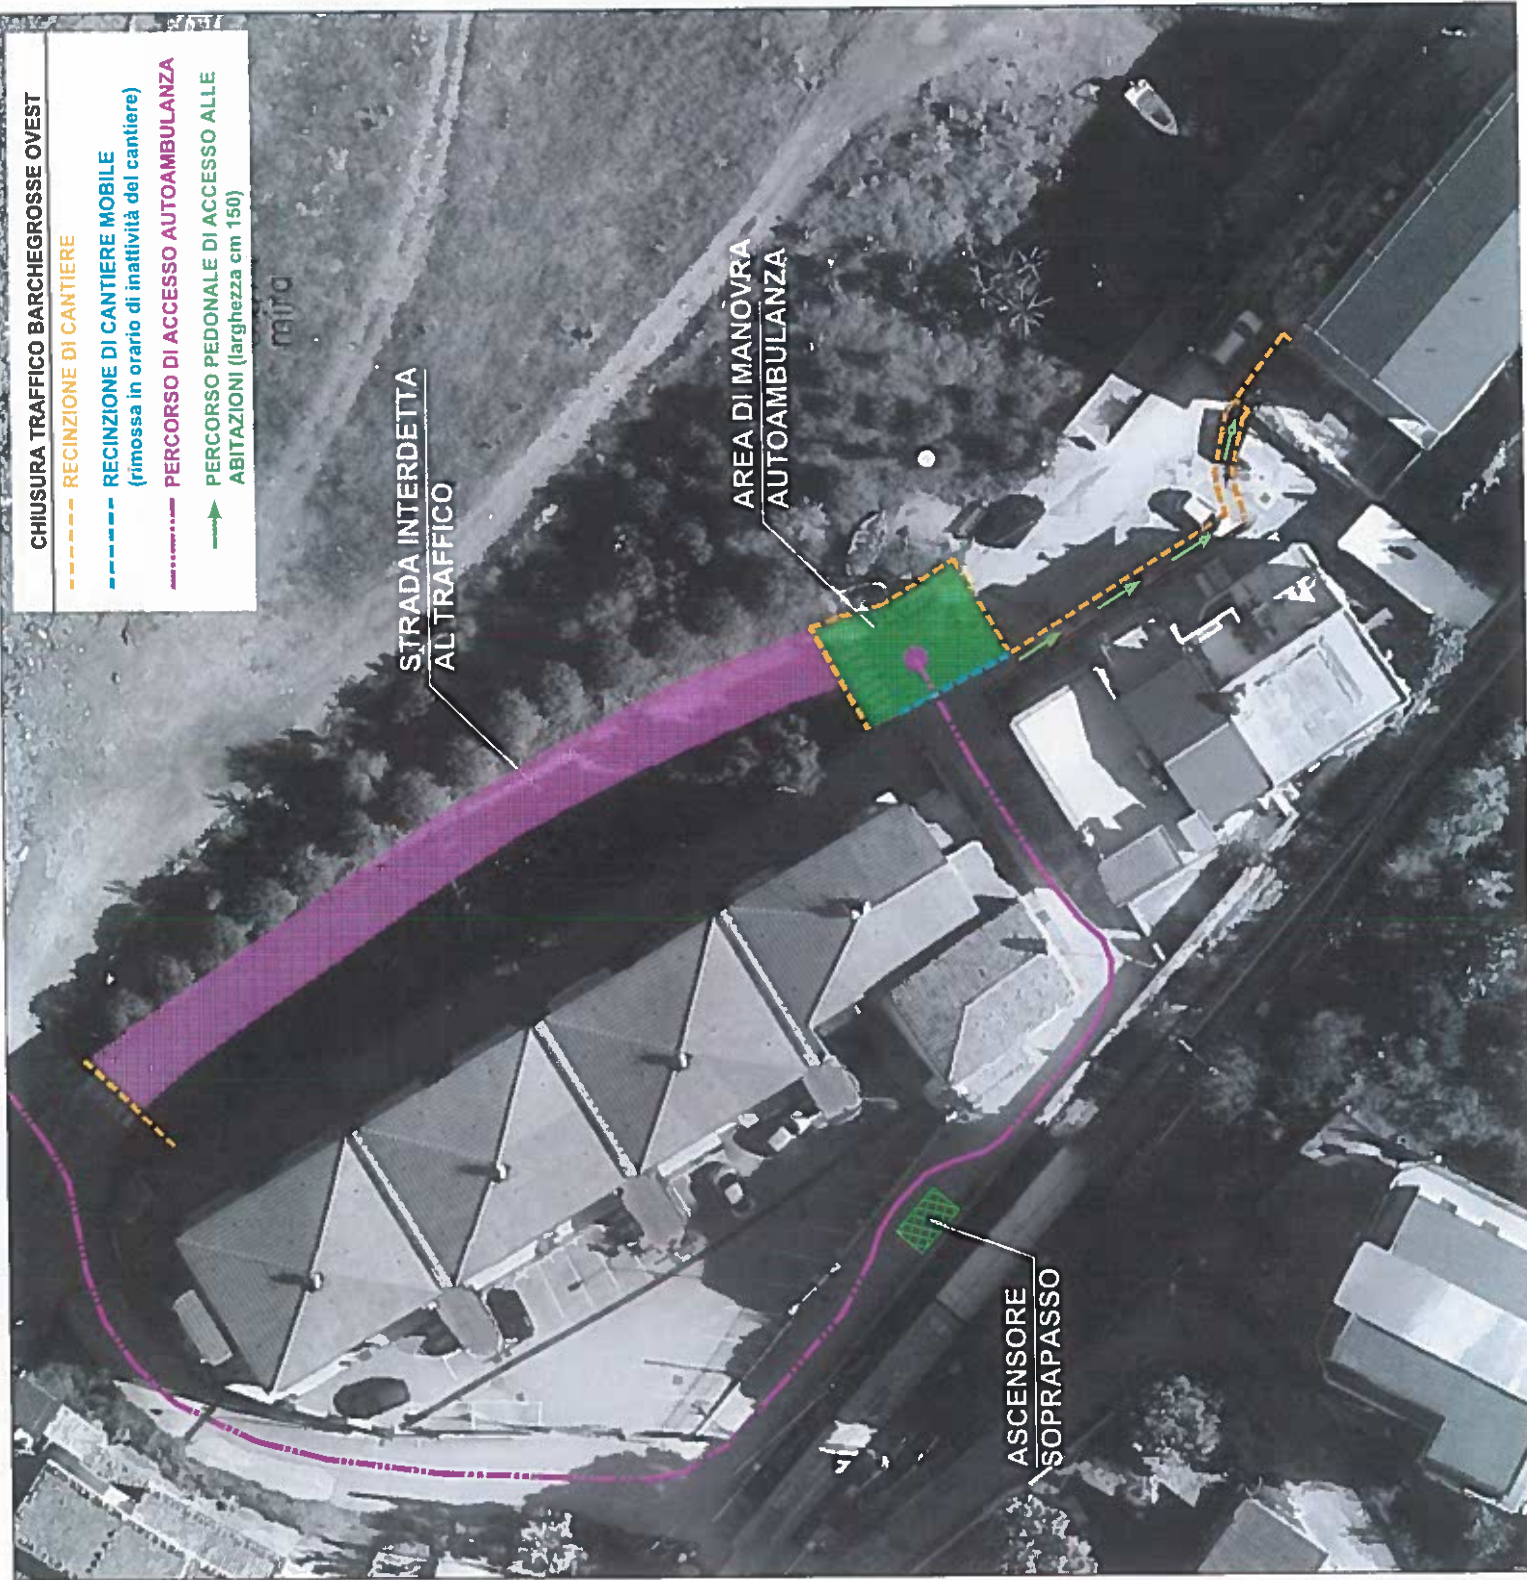 CHIUSURA TRAFFICO BARCHEGROSSE OVEST
RECINZIONE DI CANTIERE
RECINZIONE DI CANTIERE MOBILE
(rimossa in orario di inattività del cantiere)
PERCORSO DI ACCESSO AUTOAMBULANZA
PERCORSO PEDONALE DI ACCESSO ALLE
ABITAZIONI (larghezza cm 150)
STRADA INTERDETTA
AL TRAFFICO
AREA DI MANOVRA
AUTOAMBULANZA
ASCENSORE
SOPRAPASSO